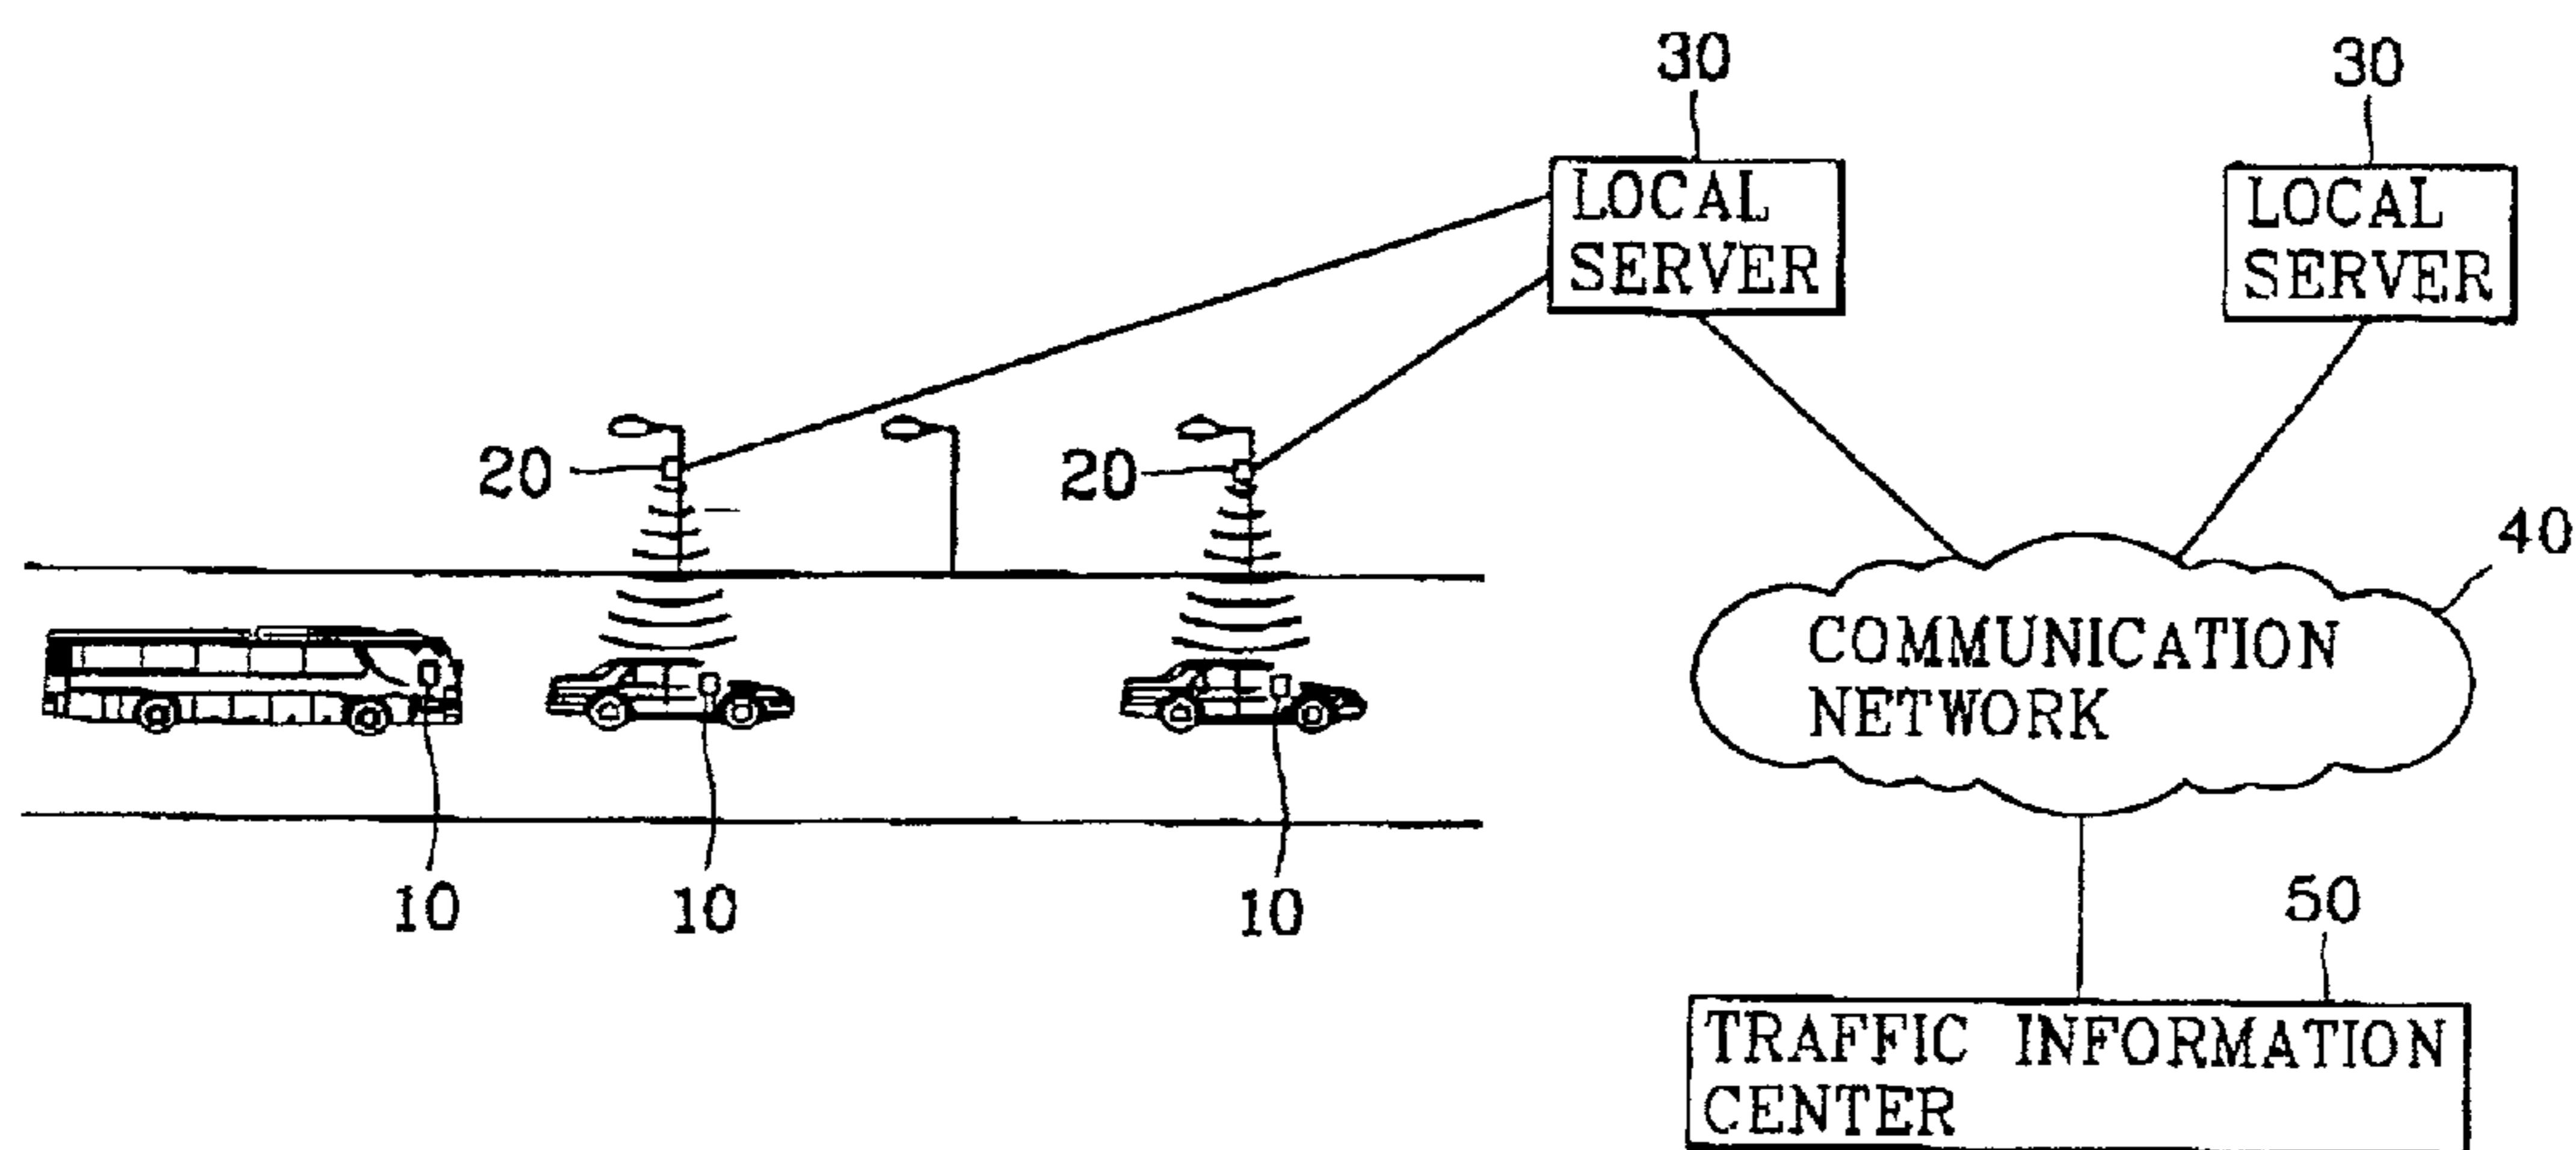 30
30
LOCAL
SERVER
LOCAL
SERVER
20
20
40
COMMUNICATION
NETWORK
10
10
10
50
TRAFFIC INFORMATION
CENTER